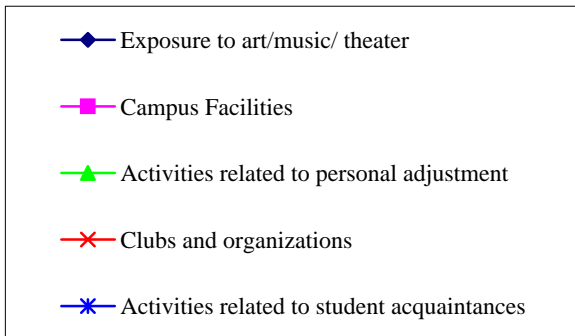 Exposure to art/music/ theater
Campus Facilities
Activities related to personal adjustment
Clubs and organizations
Activities related to student acquaintances